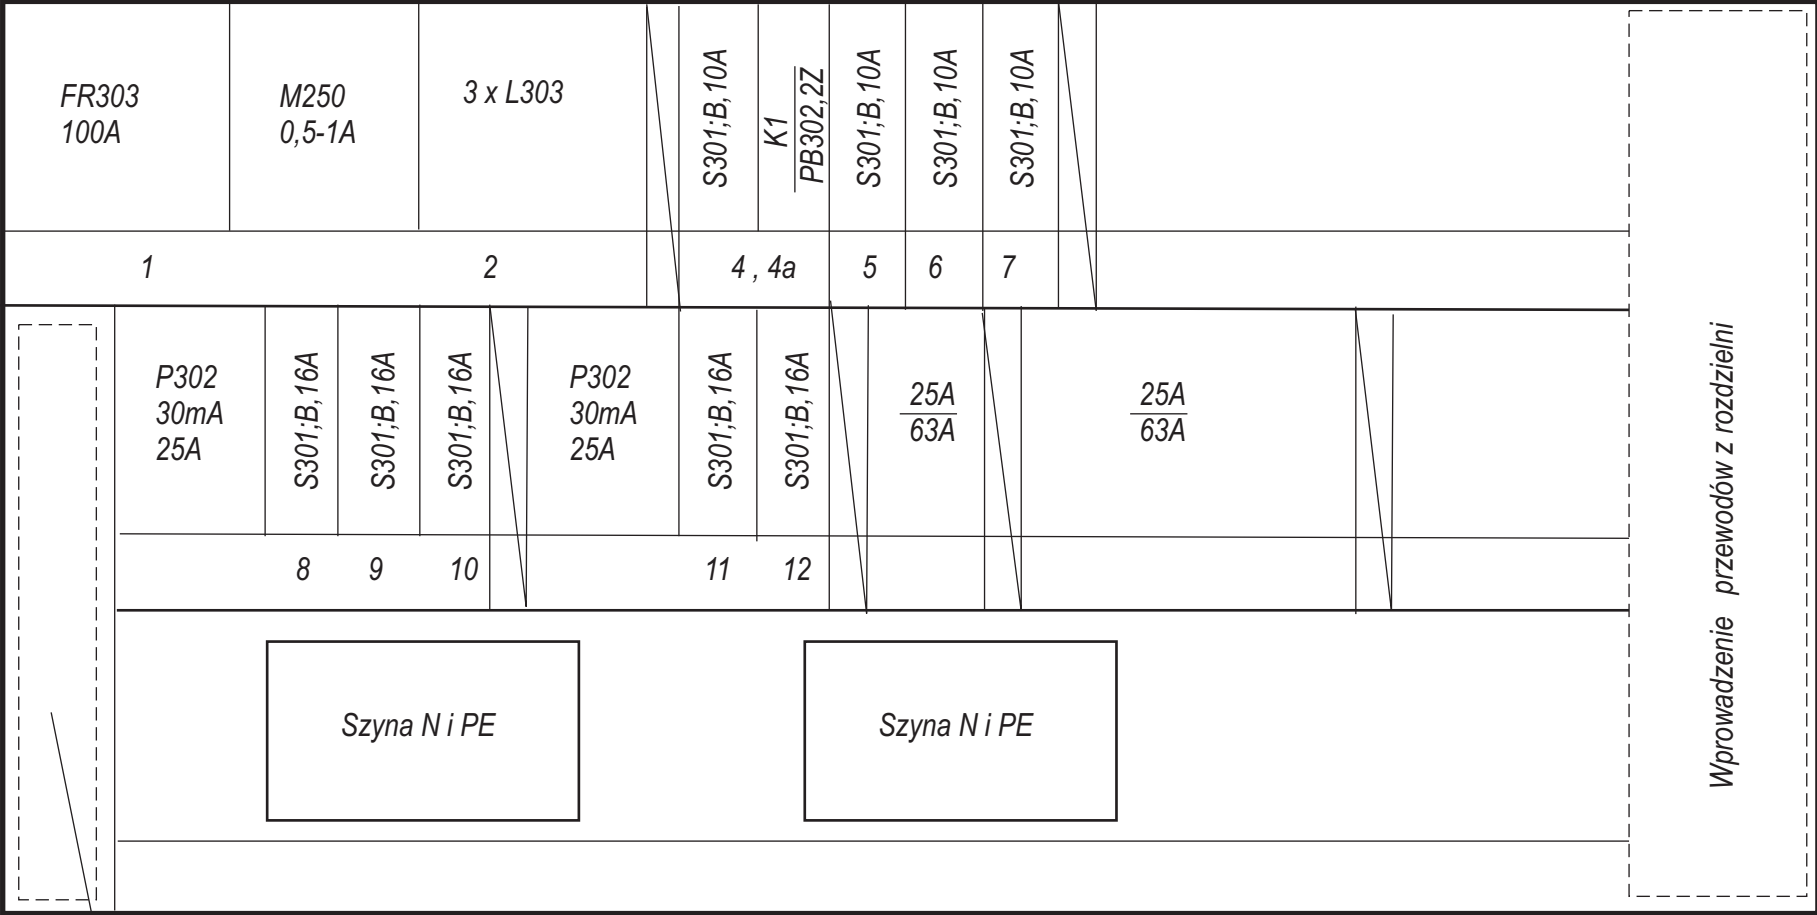 FR303
100A
M250
0,5-1A
3 x L303
S301;B,10A
K1
PB302,2Z
S301;B,10A
S301;B,10A
S301;B,10A
1
2
4 , 4a
5
6
7
P302
30mA
25A
S301;B,16A
S301;B,16A
S301;B,16A
P302
30mA
25A
S301;B,16A
S301;B,16A
25A
63A
25A
63A
8
9
10
11
12
Szyna N i PE
Szyna N i PE
Wprowadzenie przewodów z rozdzielni